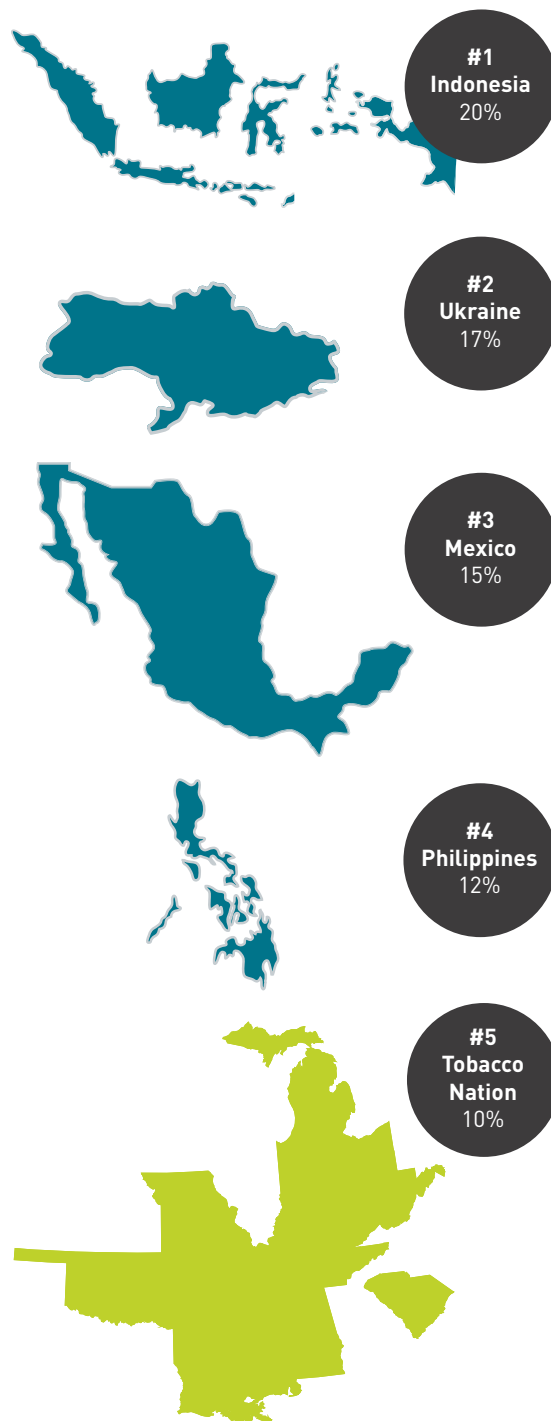 #1
Indonesia
20%
#2
Ukraine
17%
#3
Mexico
15%
#4
Philippines
12%
#5
Tobacco
Nation
10%